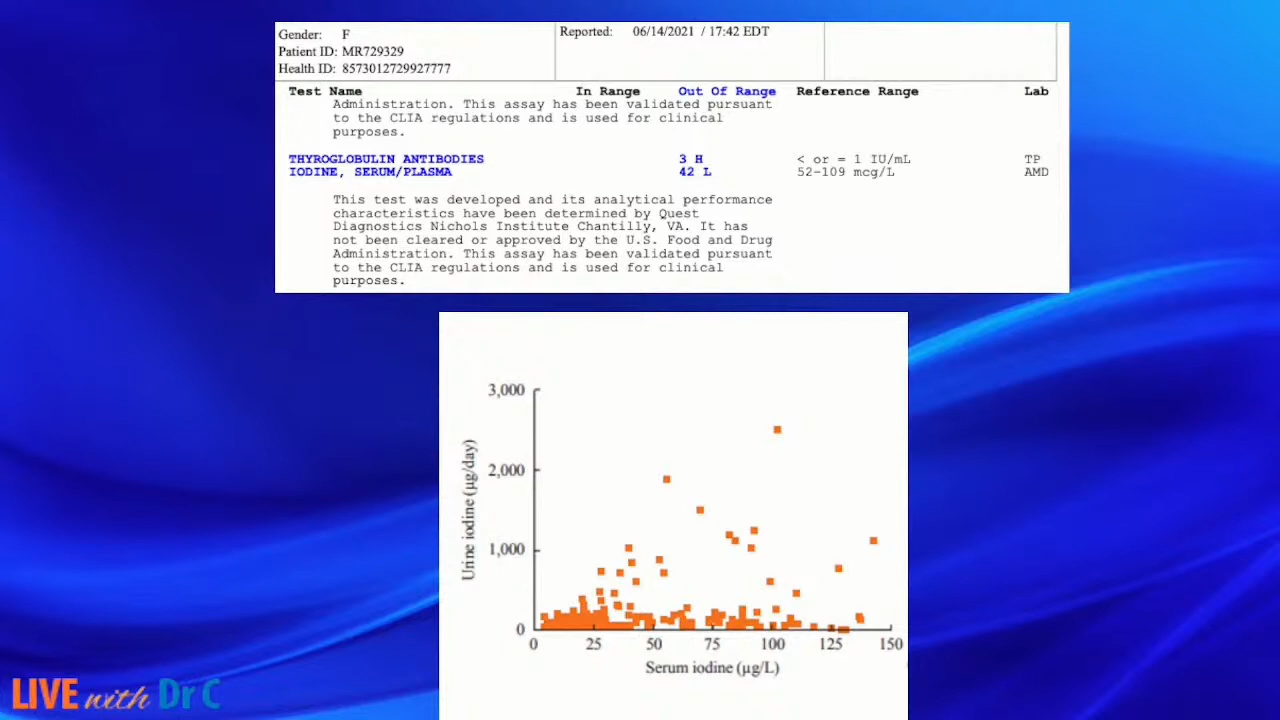 Gender: F
Patient ID: MR729329
Health ID: 8573012729927777
Reported: 06/14/2021 / 17:42 EDT
Test Name In Range Out Of Range Reference Range Lab
Administration. This assay has been validated pursuant
to the CLIA regulations and is used for clinical
purposes.
THYROGLOBULIN ANTIBODIES 3 H < or = 1 IU/mL TP
IODINE, SERUM/PLASMA 42 L 52-109 mcg/L AMD
This test was developed and its analytical performance
characteristics have been determined by Quest
Diagnostics Nichols Institute Chantilly, VA. It has
not been cleared or approved by the U.S. Food and Drug
Administration. This assay has been validated pursuant
to the CLIA regulations and is used for clinical
purposes.
3,000
2,000
1,000
0
Urine iodine (µg/day)
0 25 50 75 100 125 150
Serum iodine (µg/L)
LIVE with Dr C